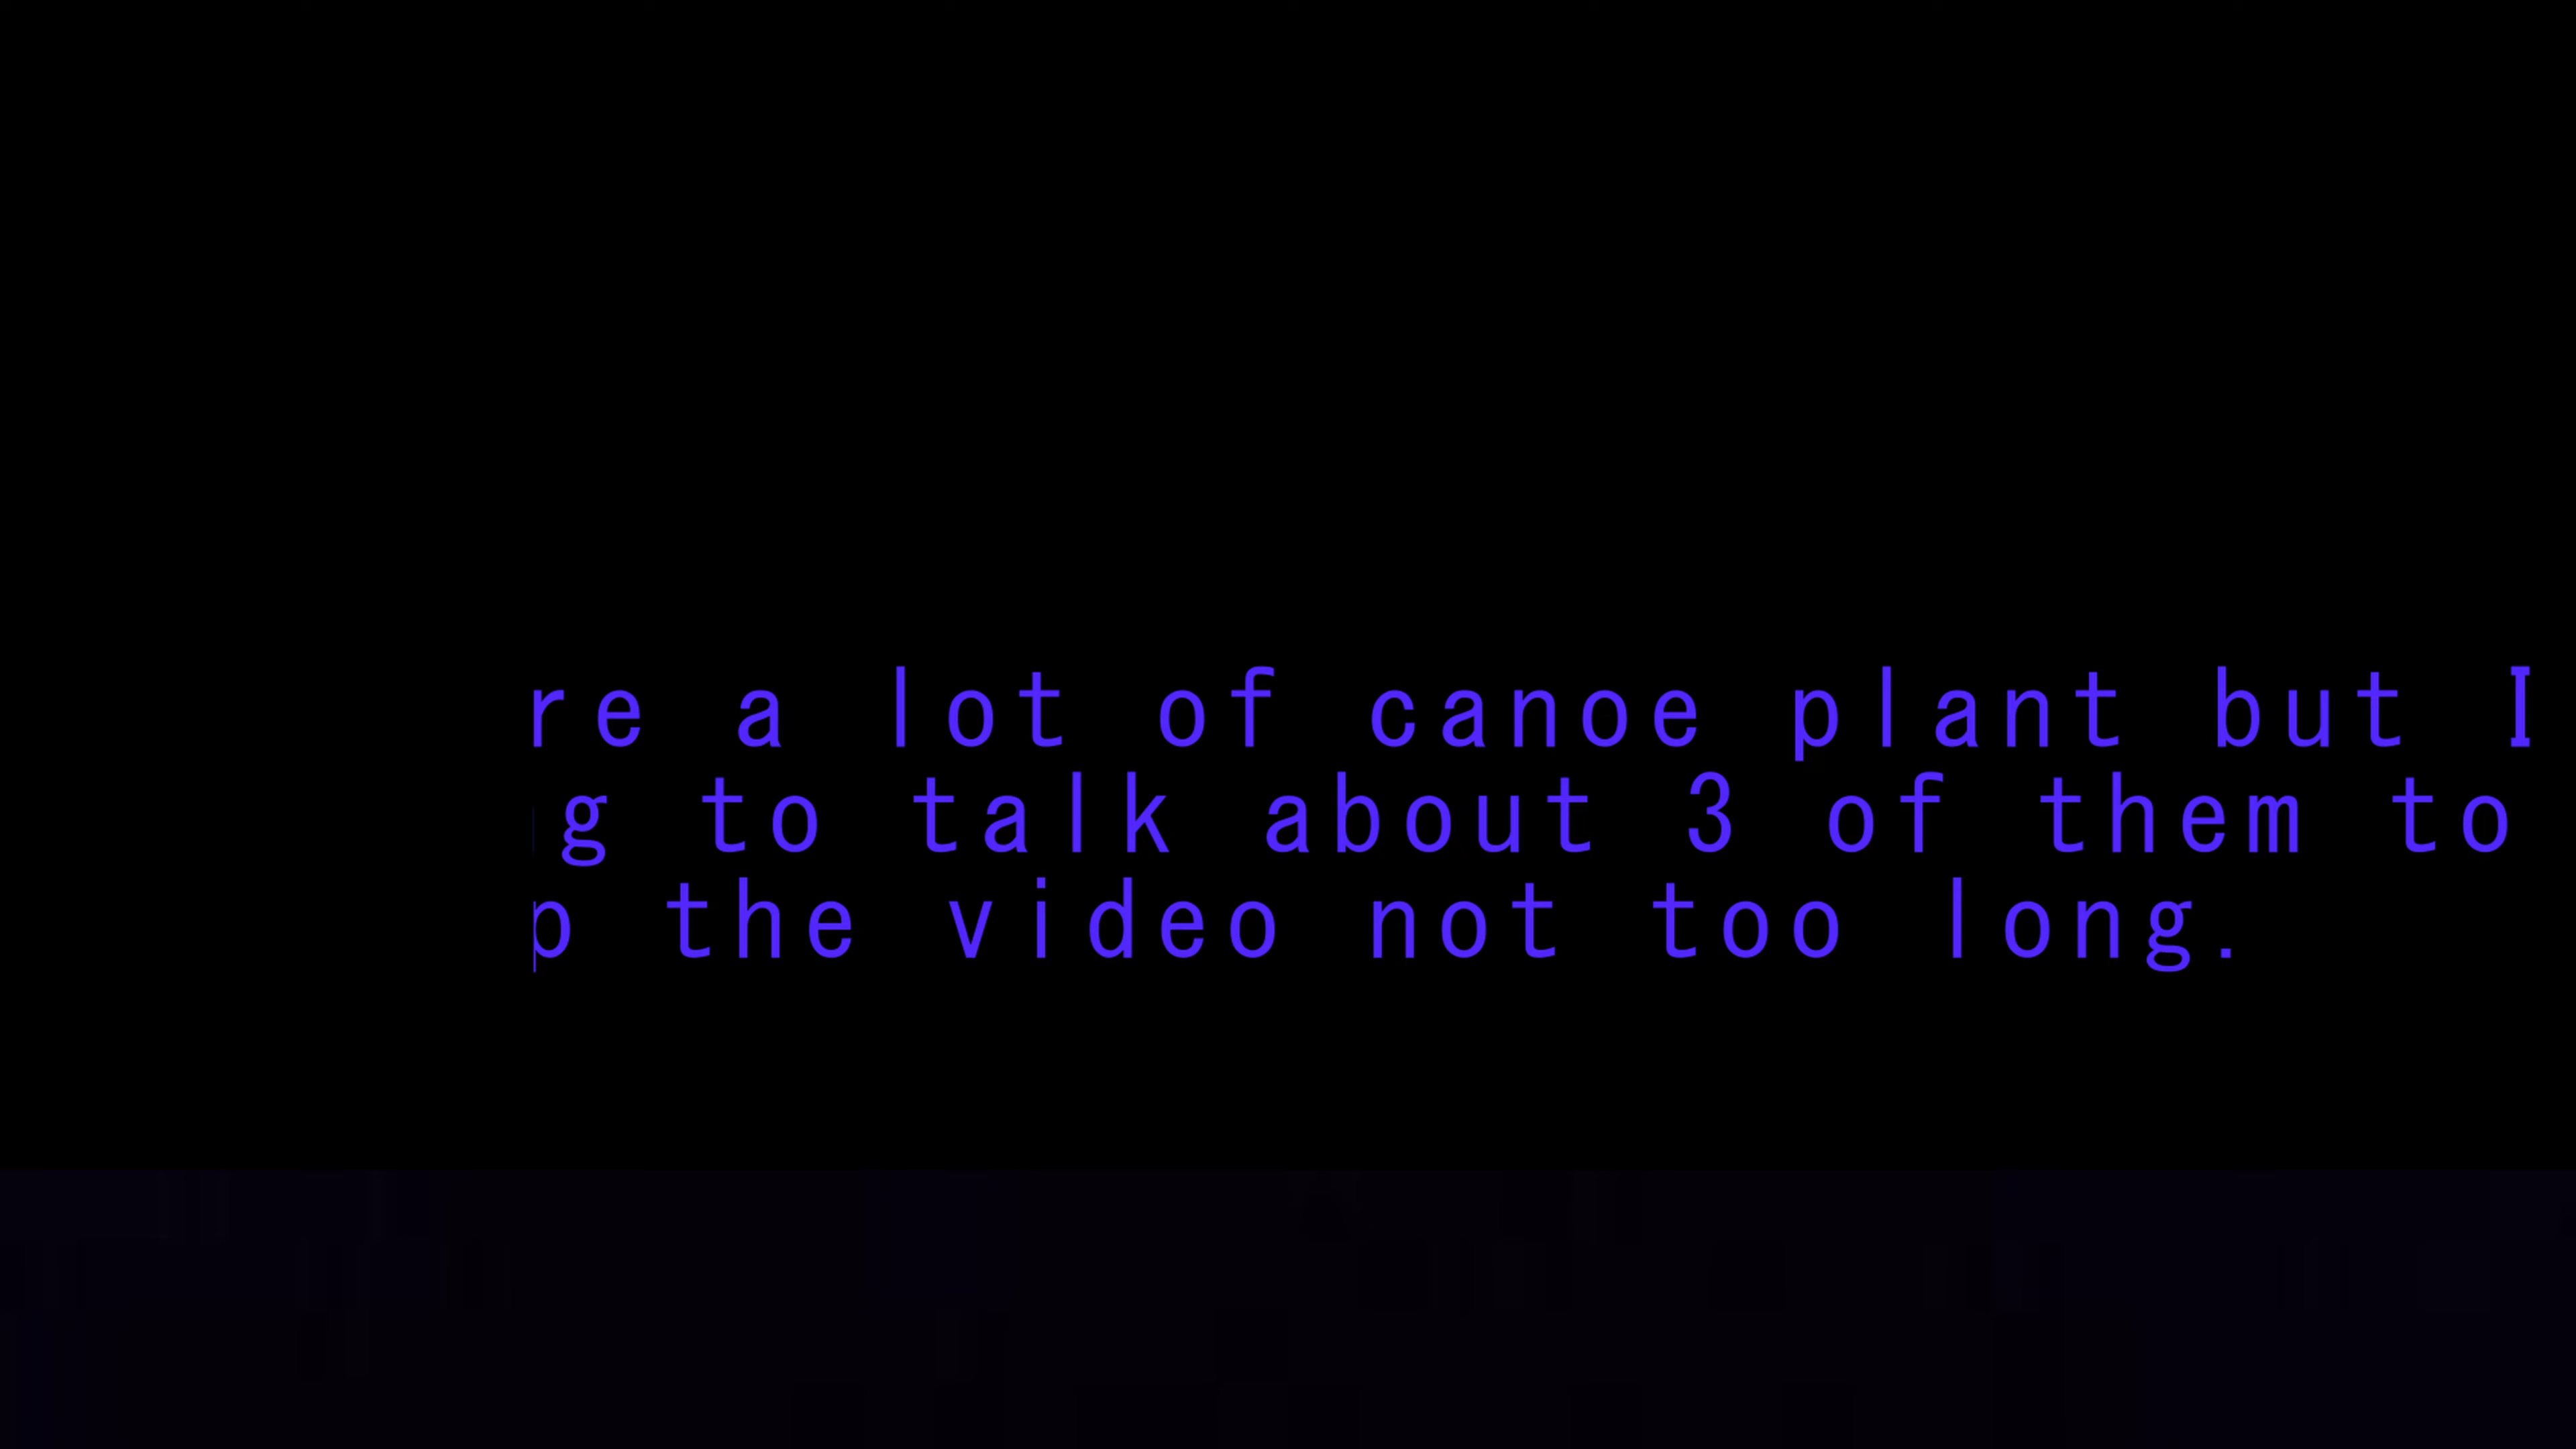 re a lot of canoe plant but I
g to talk about 3 of them to
p the video not too long.